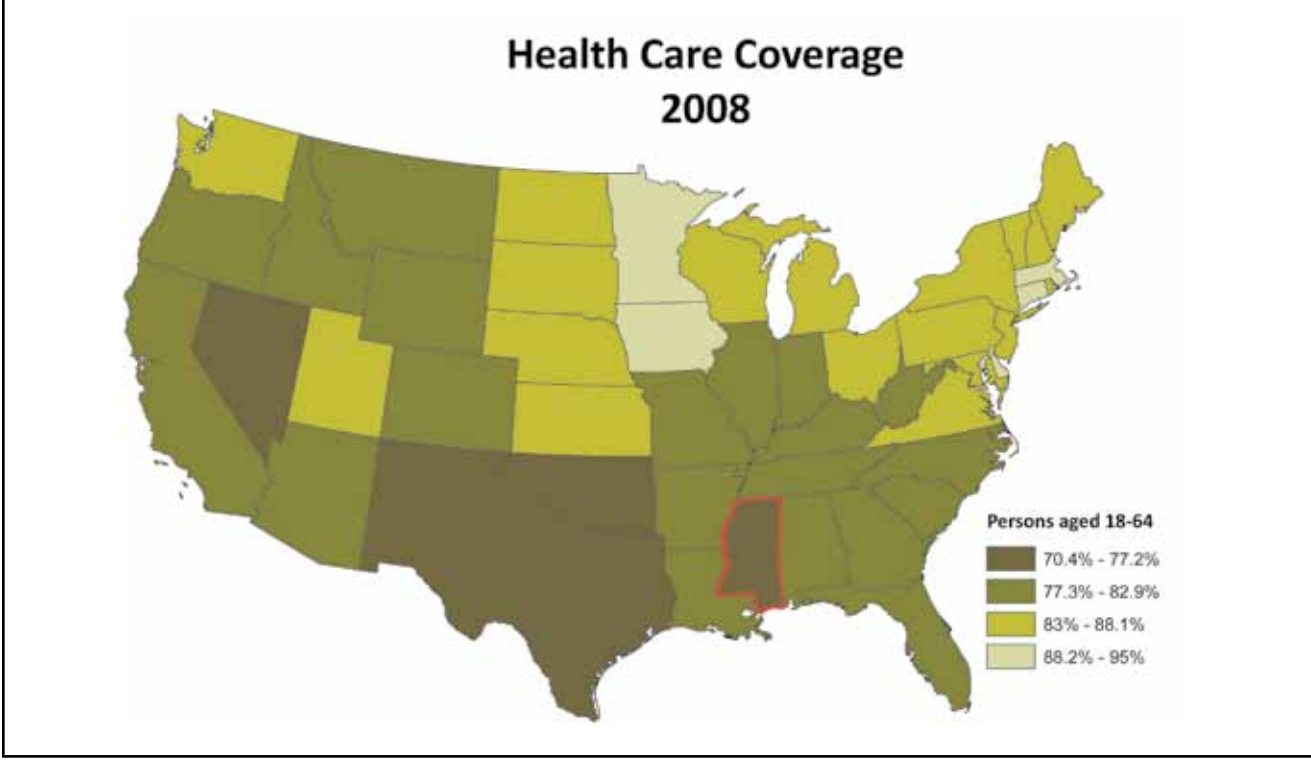 Health Care Coverage
2008
Persons aged 18-64
70.4% - 77.2%
77.3% - 82.9%
83% - 88.1%
88.2% - 95%